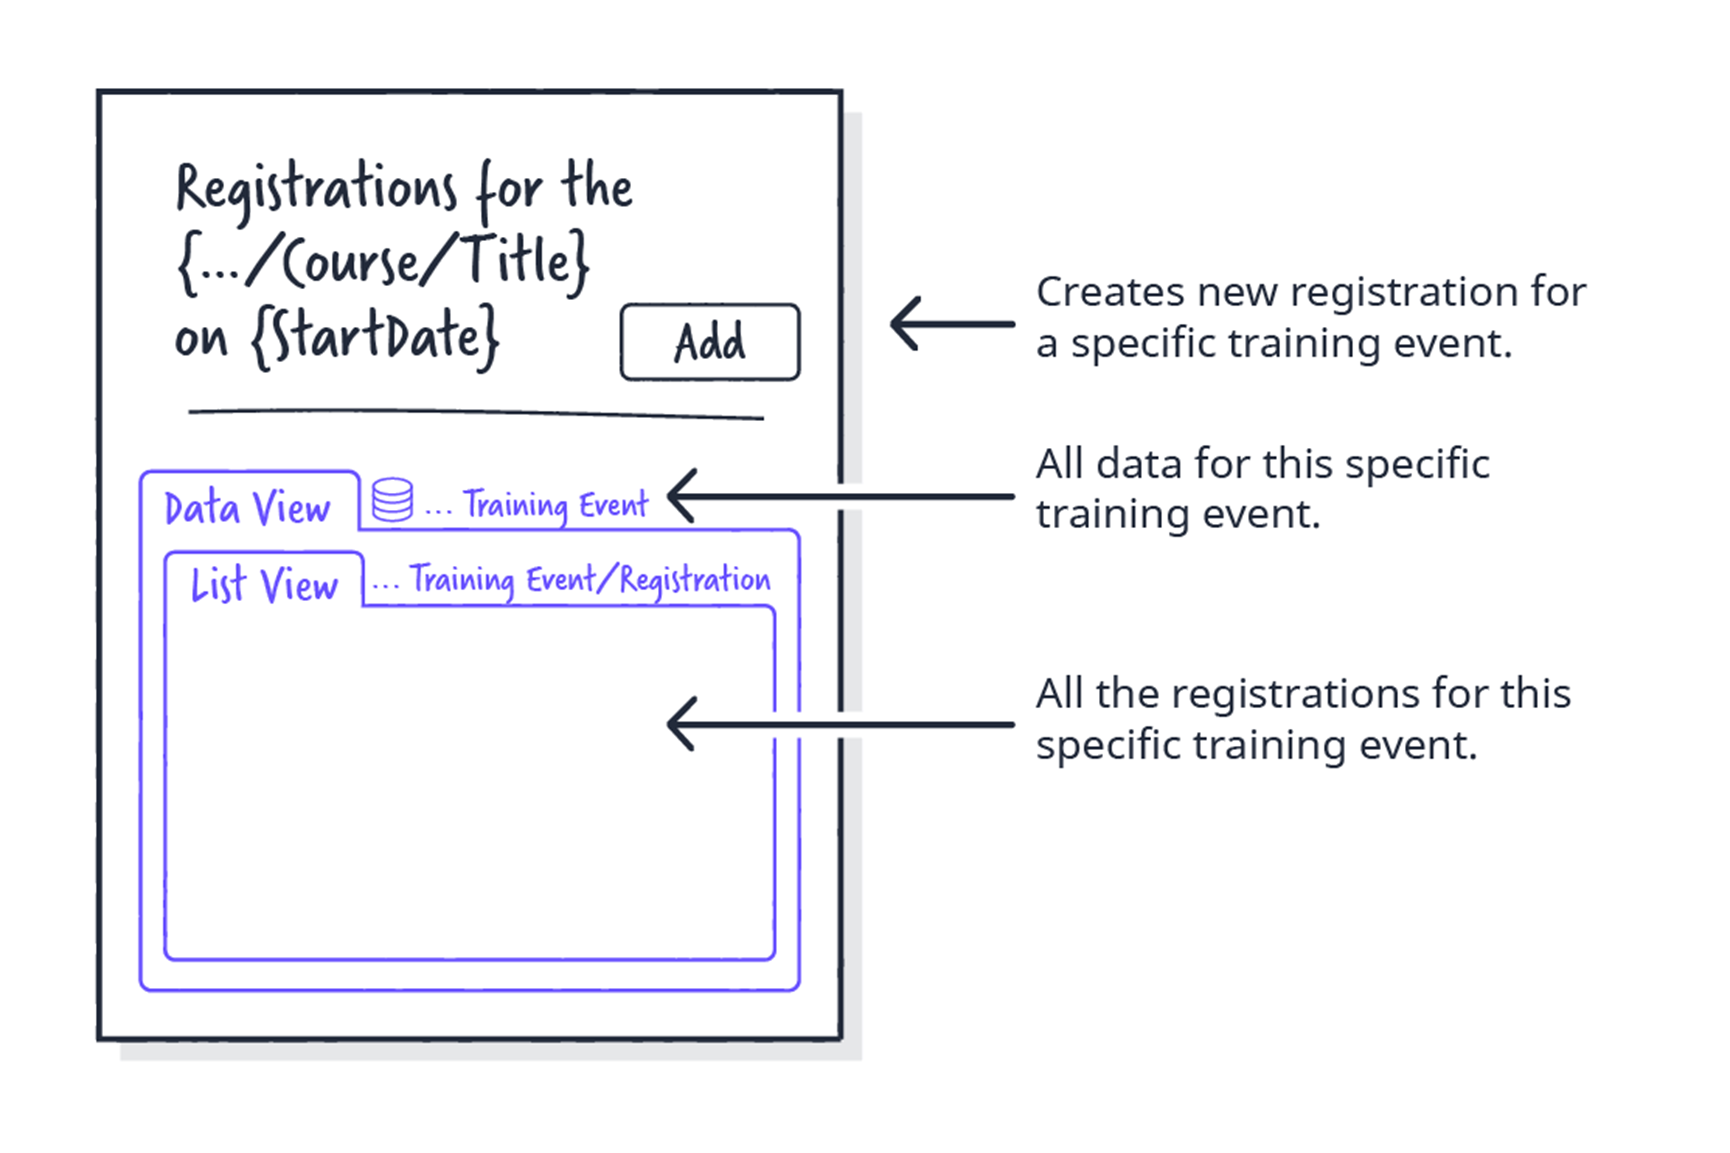 Registrations for the
{.../Course/Title}
on {StartDate}
Add
Creates new registration for
a specific training event.
Data View
... Training Event
All data for this specific
training event.
List View
... Training Event/Registration
All the registrations for this
specific training event.